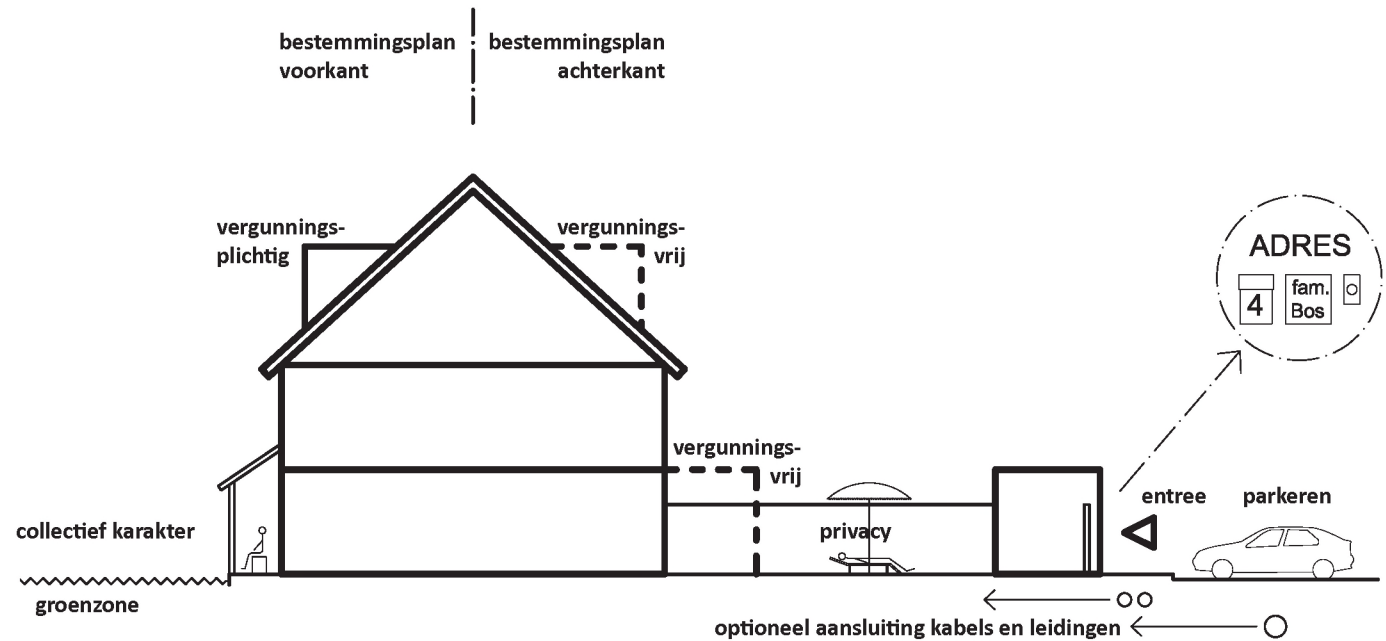 bestemmingsplan
voorkant
bestemmingsplan
achterkant
vergunnings-
plichtig
vergunnings-
vrij
ADRES
4
fam.
Bos
vergunnings-
vrij
entree
parkeren
collectief karakter
privacy
groenzone
optioneel aansluiting kabels en leidingen